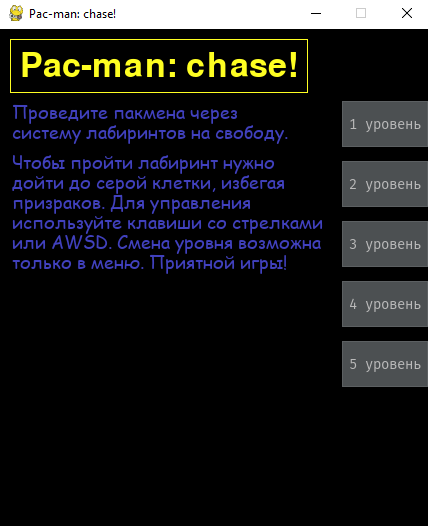 Pac-man: chase!
Pac-man: chase!
Проведите пакмена через
систему лабиринтов на свободу.
Чтобы пройти лабиринт нужно
дойти до серой клетки, избегая
призраков. Для управления
используйте клавиши со стрелками
или AWSD. Смена уровня возможна
только в меню. Приятной игры!
1 уровень
2 уровень
3 уровень
4 уровень
5 уровень